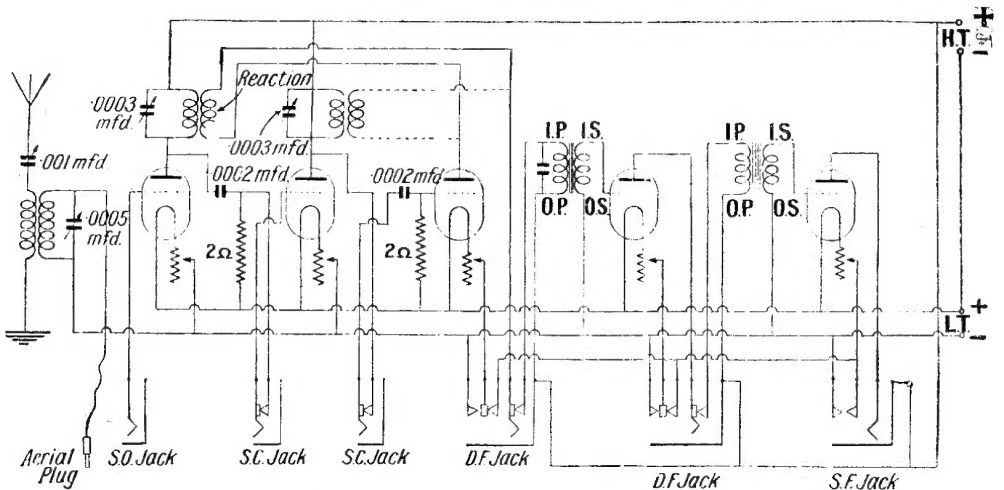 +
H.T.
-
Reaction
.0003
mfd.
.0003 mfd.
.001 mfd
.0002 mfd.
.0002 mfd.
.0005
mfd.
2Ω
2Ω
I.P. I.S.
O.P. O.S.
I.P. I.S.
O.P. O.S.
+
L.T.
-
Aerial
Plug
S.O. Jack
S.C. Jack
S.C. Jack
D.F. Jack
D.F. Jack
S.F. Jack